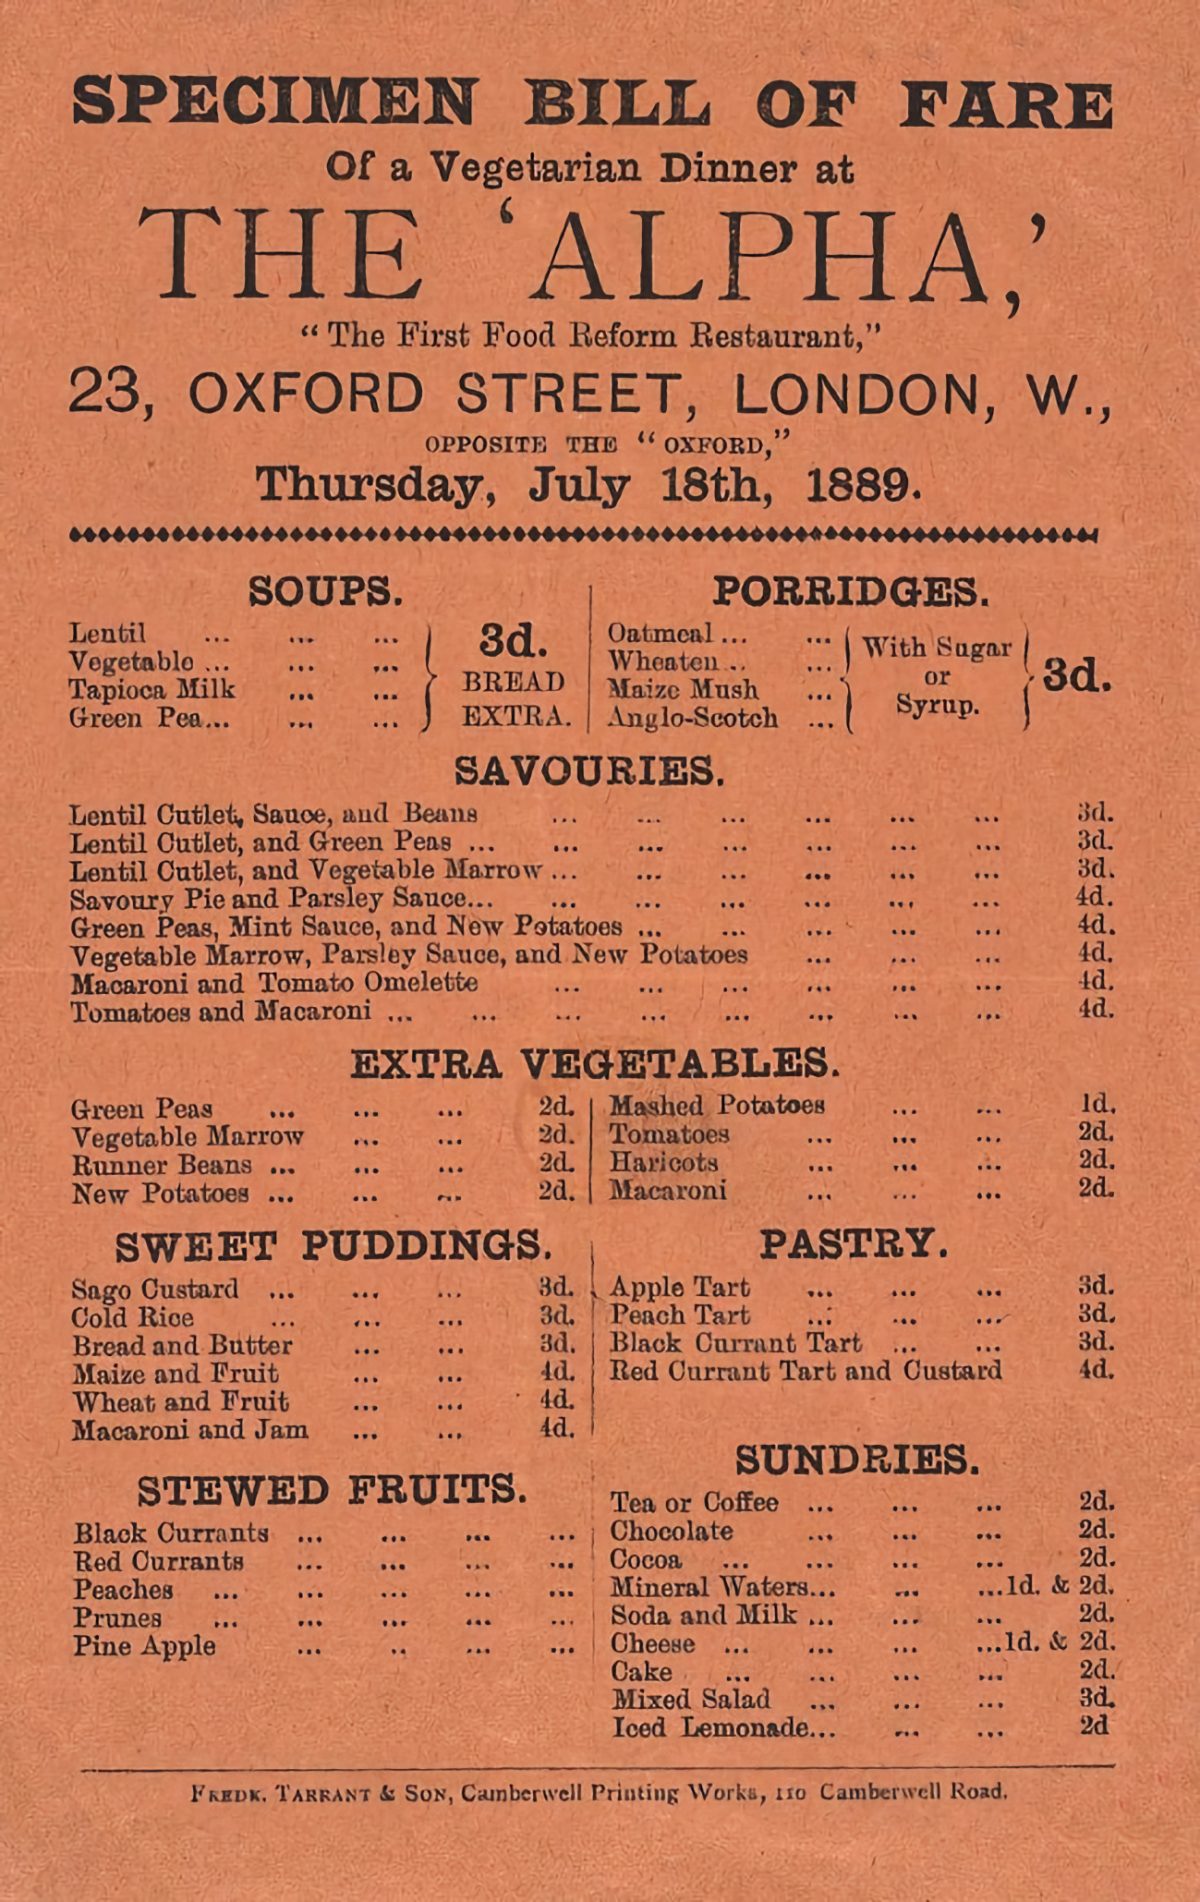 SPECIMEN BILL OF FARE
Of a Vegetarian Dinner at
THE ‘ALPHA,’
“The First Food Reform Restaurant,”
23, OXFORD STREET, LONDON, W.,
OPPOSITE THE “OXFORD,”
Thursday, July 18th, 1889.
SOUPS.
Lentil ... ... ...
Vegetable ... ... ...
Tapioca Milk ... ...
Green Pea... ... ...
3d.
BREAD
EXTRA.
PORRIDGES.
Oatmeal ... ...
Wheaten .. ...
Maize Mush ...
Anglo-Scotch ...
With Sugar
or
Syrup.
3d.
SAVOURIES.
Lentil Cutlet, Sauce, and Beans ... ... ... ... ... ... 3d.
Lentil Cutlet, and Green Peas ... ... ... ... ... ... ... 3d.
Lentil Cutlet, and Vegetable Marrow ... ... ... ... ... ... 3d.
Savoury Pie and Parsley Sauce... ... ... ... ... ... ... 4d.
Green Peas, Mint Sauce, and New Potatoes ... ... ... ... ... 4d.
Vegetable Marrow, Parsley Sauce, and New Potatoes ... ... ... 4d.
Macaroni and Tomato Omelette ... ... ... ... ... ... 4d.
Tomatoes and Macaroni ... ... ... ... ... ... ... ... 4d.
EXTRA VEGETABLES.
Green Peas ... ... ... 2d.
Vegetable Marrow ... ... 2d.
Runner Beans ... ... ... 2d.
New Potatoes ... ... ... 2d.
Mashed Potatoes ... ... 1d.
Tomatoes ... ... ... 2d.
Haricots ... ... ... 2d.
Macaroni ... ... ... 2d.
SWEET PUDDINGS.
Sago Custard ... ... ... 3d.
Cold Rice ... ... ... 3d.
Bread and Butter ... ... 3d.
Maize and Fruit ... ... 4d.
Wheat and Fruit ... ... 4d.
Macaroni and Jam ... ... 4d.
STEWED FRUITS.
Black Currants ... ... ... ...
Red Currants ... ... ... ...
Peaches ... ... ... ... ...
Prunes ... ... ... ... ...
Pine Apple ... .. ... ...
PASTRY.
Apple Tart ... ... ... 3d.
Peach Tart ... ... ... 3d.
Black Currant Tart ... ... 3d.
Red Currant Tart and Custard 4d.
SUNDRIES.
Tea or Coffee ... ... ... 2d.
Chocolate ... ... ... 2d.
Cocoa ... ... ... ... 2d.
Mineral Waters... ... ...1d. & 2d.
Soda and Milk ... ... ... 2d.
Cheese ... ... ... ...1d. & 2d.
Cake ... ... ... ... 2d.
Mixed Salad ... ... ... 3d.
Iced Lemonade... ... ... 2d
FREDK. TARRANT & SON, Camberwell Printing Works, 110 Camberwell Road.